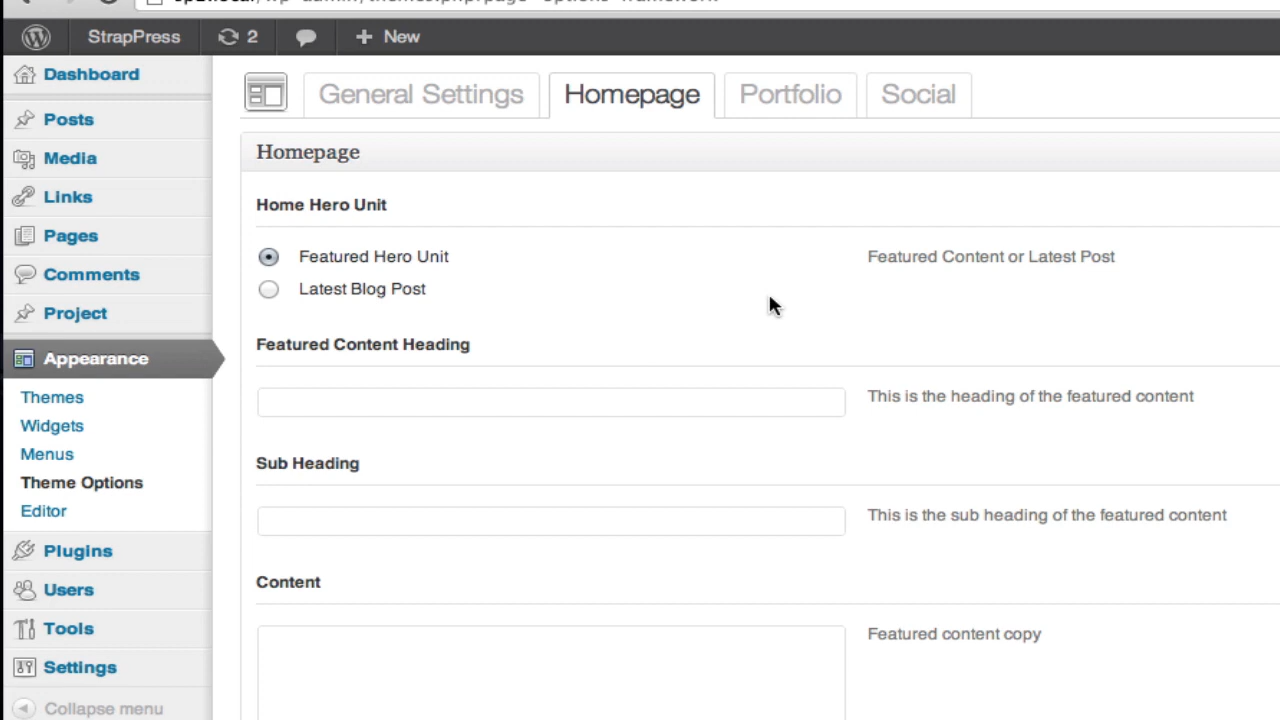 StrapPress 2 New
Dashboard
Posts
Media
Links
Pages
Comments
Project
Appearance
Themes
Widgets
Menus
Theme Options
Editor
Plugins
Users
Tools
Settings
Collapse menu
General Settings Homepage Portfolio Social
Homepage
Home Hero Unit
Featured Hero Unit
Latest Blog Post
Featured Content or Latest Post
Featured Content Heading
This is the heading of the featured content
Sub Heading
This is the sub heading of the featured content
Content
Featured content copy